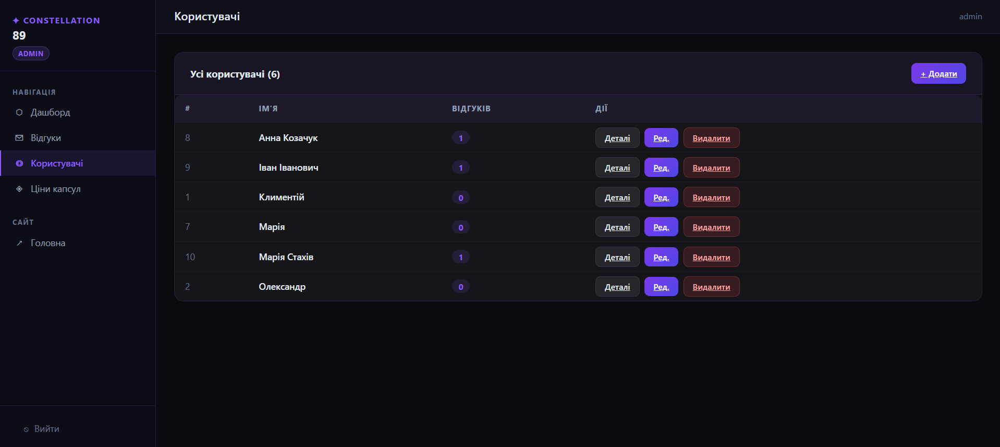 ✦ CONSTELLATION
89
ADMIN
НАВІГАЦІЯ
Дашборд
Відгуки
Користувачі
Ціни капсул
САЙТ
↗ Головна
Вийти
Користувачі
admin
Усі користувачі (6)
+ Додати
# ІМ'Я ВІДГУКІВ ДІЇ
8 Анна Козачук 1 Деталі Ред. Видалити
9 Іван Іванович 1 Деталі Ред. Видалити
1 Климентій 0 Деталі Ред. Видалити
7 Марія 0 Деталі Ред. Видалити
10 Марія Стахів 1 Деталі Ред. Видалити
2 Олександр 0 Деталі Ред. Видалити